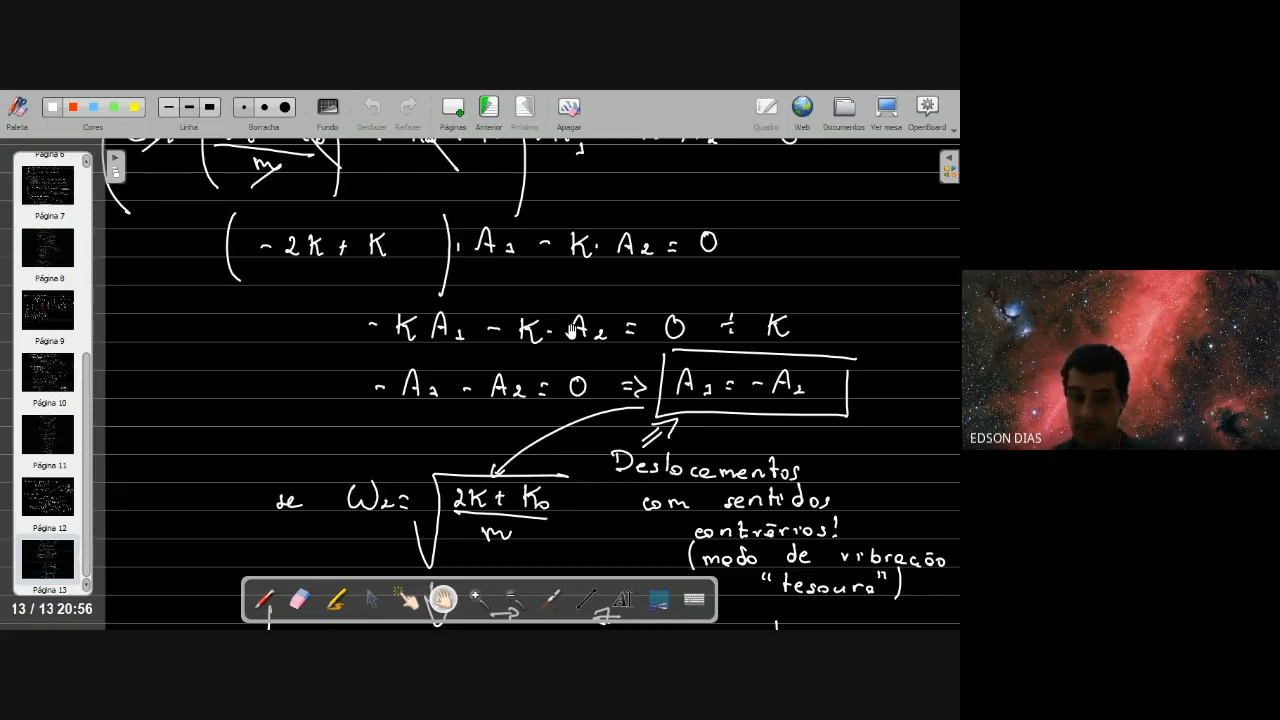 Paleta Cores Linha Borracha Fundo Desfazer Refazer Páginas Anterior Próximo Apagar Quadro Web Documentos Ver mesa OpenBoard
Página 6
Página 7
Página 8
Página 9
Página 10
Página 11
Página 12
Página 13
13 / 13 20:56
m
(- 2K + K) · A₁ - K · A₂ = 0
- K A₁ - K · A₂ = 0 ÷ K
- A₁ - A₂ = 0 => A₁ = - A₂
Deslocamentos
com sentidos
contrários!
(modo de vibração
"tesoura")
se ω₂ = √((2K + K₀)/m)
EDSON DIAS